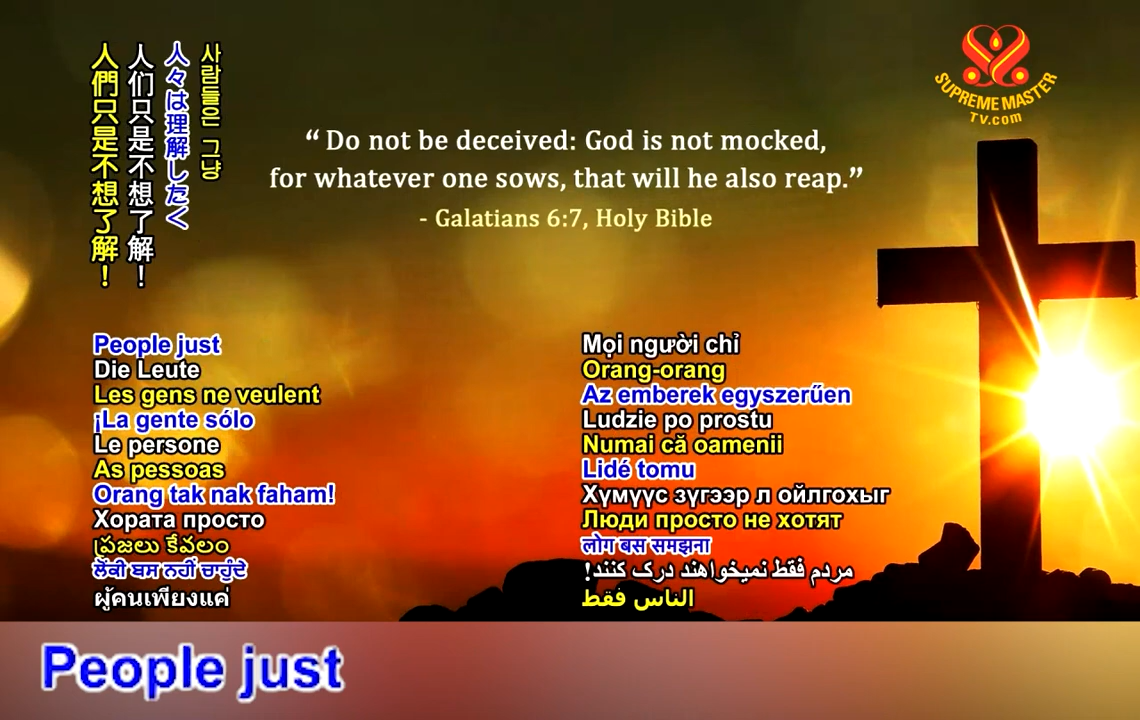 사람들은 그냥
人々は理解したく
人们只是不想了解！
人們只是不想了解！
SUPREME MASTER
TV.com
“ Do not be deceived: God is not mocked,
for whatever one sows, that will he also reap.”
- Galatians 6:7, Holy Bible
People just
Die Leute
Les gens ne veulent
¡La gente sólo
Le persone
As pessoas
Orang tak nak faham!
Хората просто
ప్రజలు కేవలం
ਲੋਕੀ ਬਸ ਨਹੀਂ ਚਾਹੁੰਦੇ
ผู้คนเพียงแค่
Mọi người chỉ
Orang-orang
Az emberek egyszerűen
Ludzie po prostu
Numai că oamenii
Lidé tomu
Хүмүүс зүгээр л ойлгохыг
Люди просто не хотят
लोग बस समझना
مردم فقط نمیخواهند درک کنند!
الناس فقط
People just